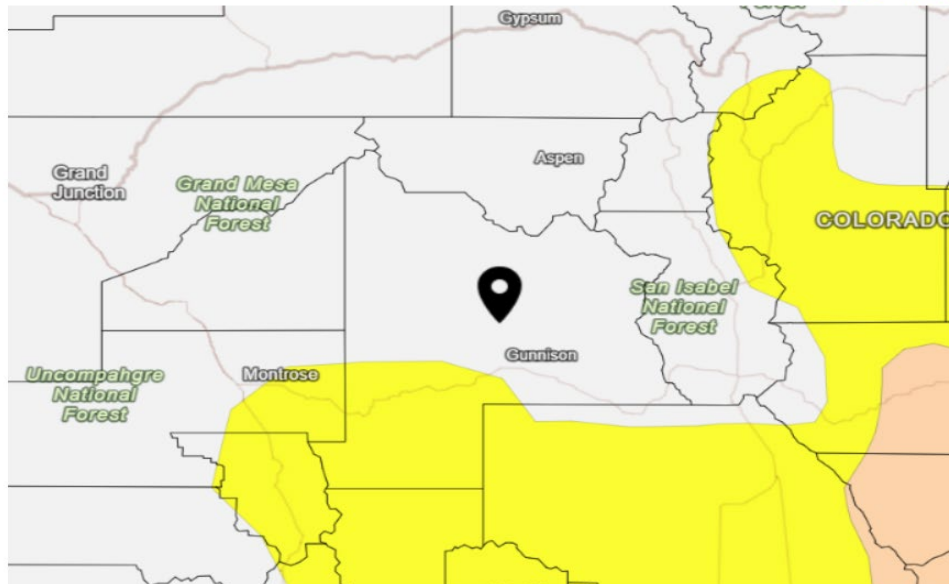 Gypsum
Grand
Junction
Grand Mesa
National
Forest
Aspen
COLORADO
San Isabel
National
Forest
Gunnison
Uncompahgre
National
Forest
Montrose